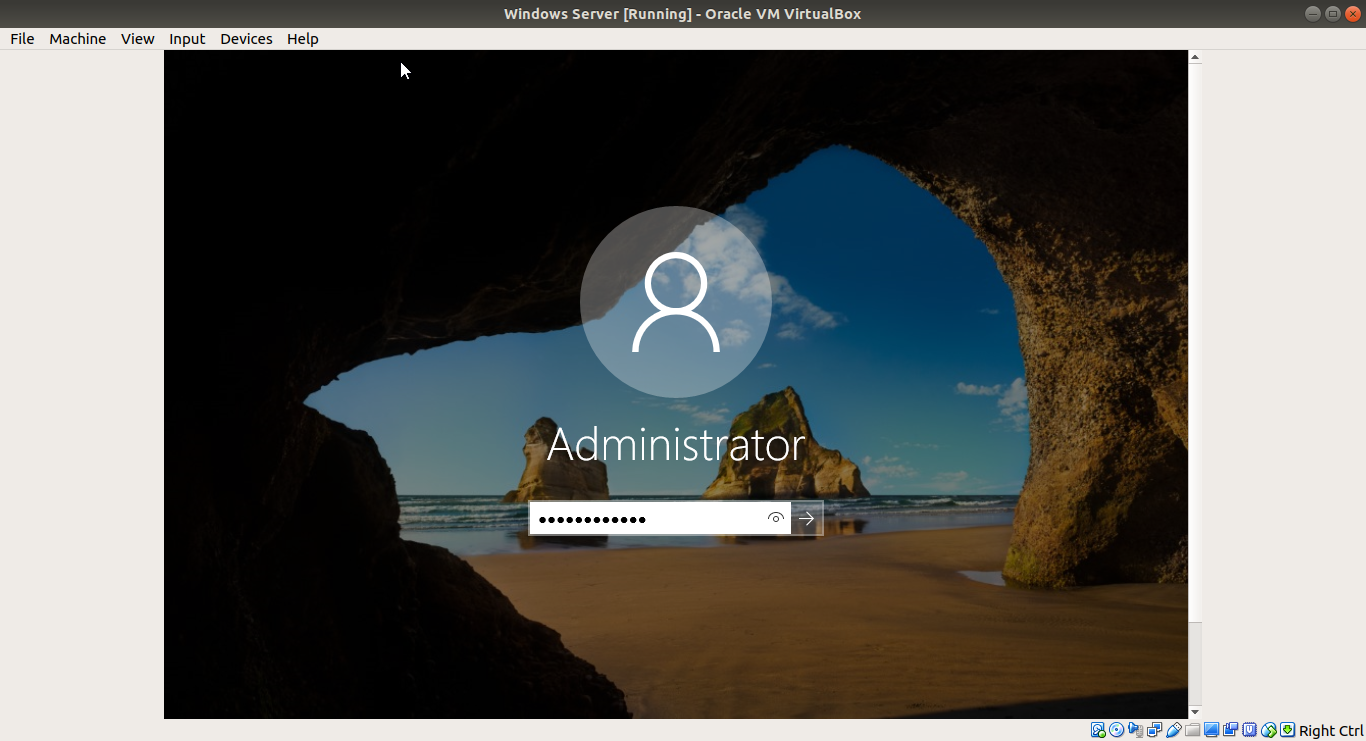 Windows Server [Running] - Oracle VM VirtualBox
File Machine View Input Devices Help
Administrator
●●●●●●●●●●●●
Right Ctrl